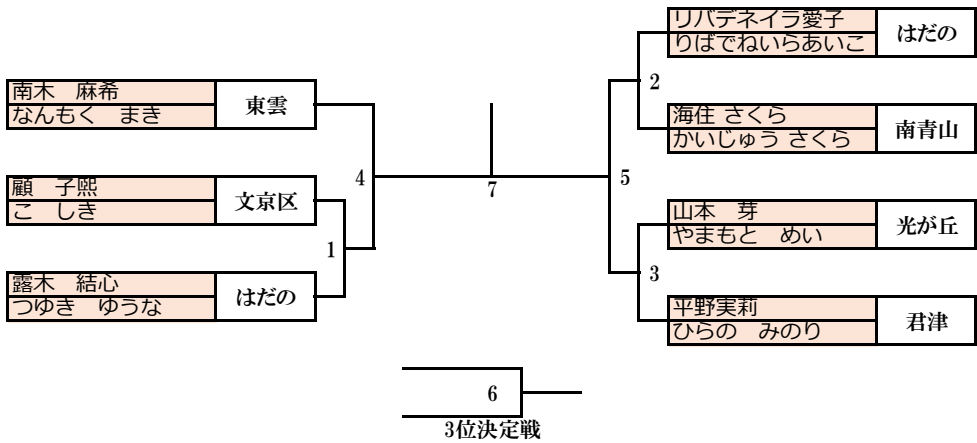 南木　麻希
なんもく　まき
東雲
顧　子熙
こ　しき
文京区
露木　結心
つゆき　ゆうな
はだの
1
4
7
リバデネイラ愛子
りばでねいらあいこ
はだの
2
海住 さくら
かいじゅう さくら
南青山
5
山本　芽
やまもと　めい
光が丘
3
平野実莉
ひらの　みのり
君津
6
3位決定戦